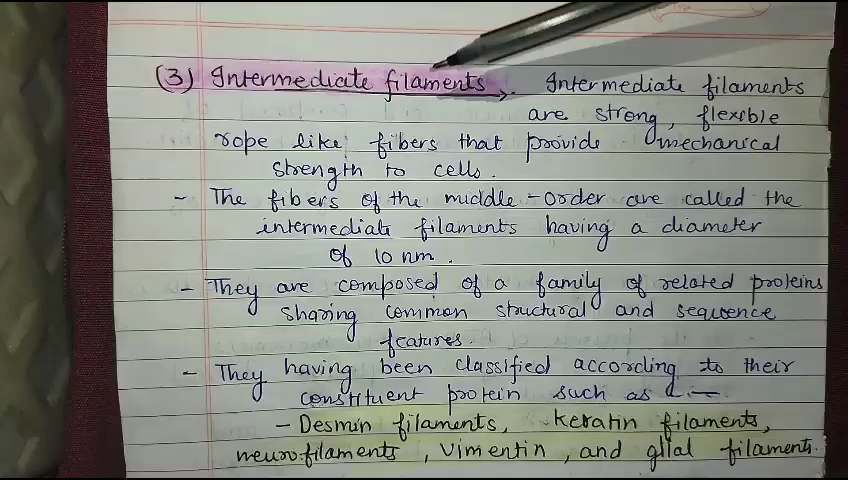 (3) Intermediate filaments → Intermediate filaments
are strong, flexible
rope like fibers that provide mechanical
strength to cells.
- The fibers of the middle-order are called the
intermediate filaments having a diameter
of 10 nm.
- They are composed of a family of related proteins
sharing common structural and sequence
features.
- They having been classified according to their
constituent protein such as :-
- Desmin filaments, keratin filaments,
neurofilaments, vimentin, and glial filaments.